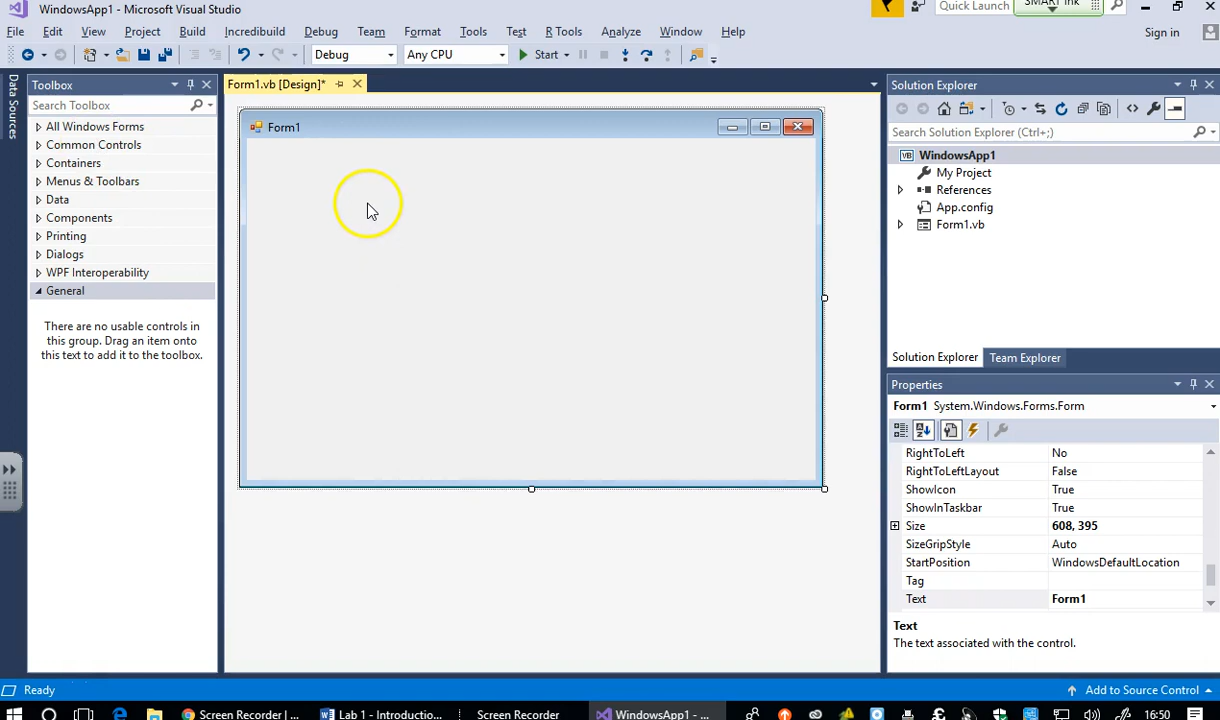 WindowsApp1 - Microsoft Visual Studio
Quick Launch
SMART Ink
File Edit View Project Build Incredibuild Debug Team Format Tools Test R Tools Analyze Window Help
Sign in
Debug Any CPU Start
Data Sources
Toolbox
Search Toolbox
All Windows Forms
Common Controls
Containers
Menus & Toolbars
Data
Components
Printing
Dialogs
WPF Interoperability
General
There are no usable controls in
this group. Drag an item onto
this text to add it to the toolbox.
Form1.vb [Design]*
Form1
Solution Explorer
Search Solution Explorer (Ctrl+;)
VB WindowsApp1
My Project
References
App.config
Form1.vb
Solution Explorer Team Explorer
Properties
Form1 System.Windows.Forms.Form
RightToLeft No
RightToLeftLayout False
ShowIcon True
ShowInTaskbar True
Size 608, 395
SizeGripStyle Auto
StartPosition WindowsDefaultLocation
Tag
Text Form1
Text
The text associated with the control.
Ready
Add to Source Control
Screen Recorder | ...
Lab 1 - Introductio...
Screen Recorder
WindowsApp1 - ...
16:50